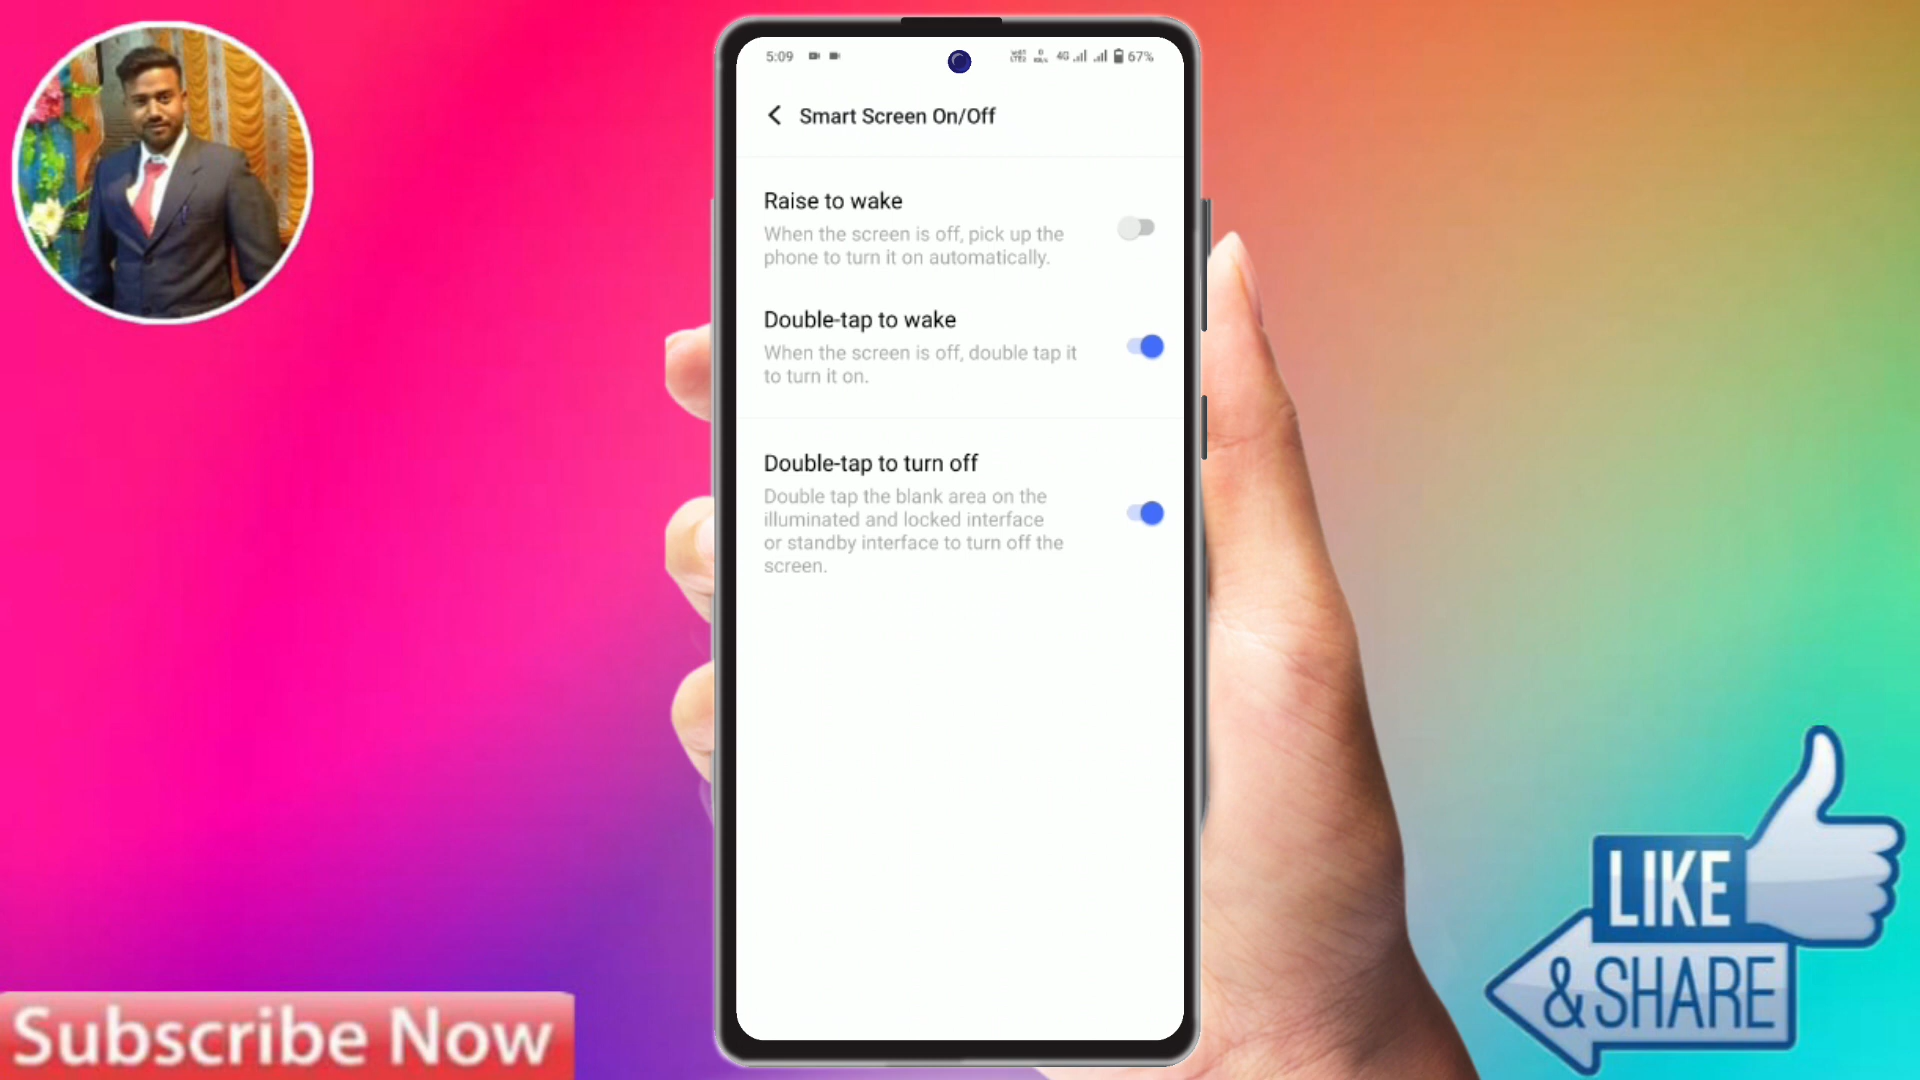 5:09
4G
67%
Smart Screen On/Off
Raise to wake
When the screen is off, pick up the
phone to turn it on automatically.
Double-tap to wake
When the screen is off, double tap it
to turn it on.
Double-tap to turn off
Double tap the blank area on the
illuminated and locked interface
or standby interface to turn off the
screen.
LIKE
& SHARE
Subscribe Now